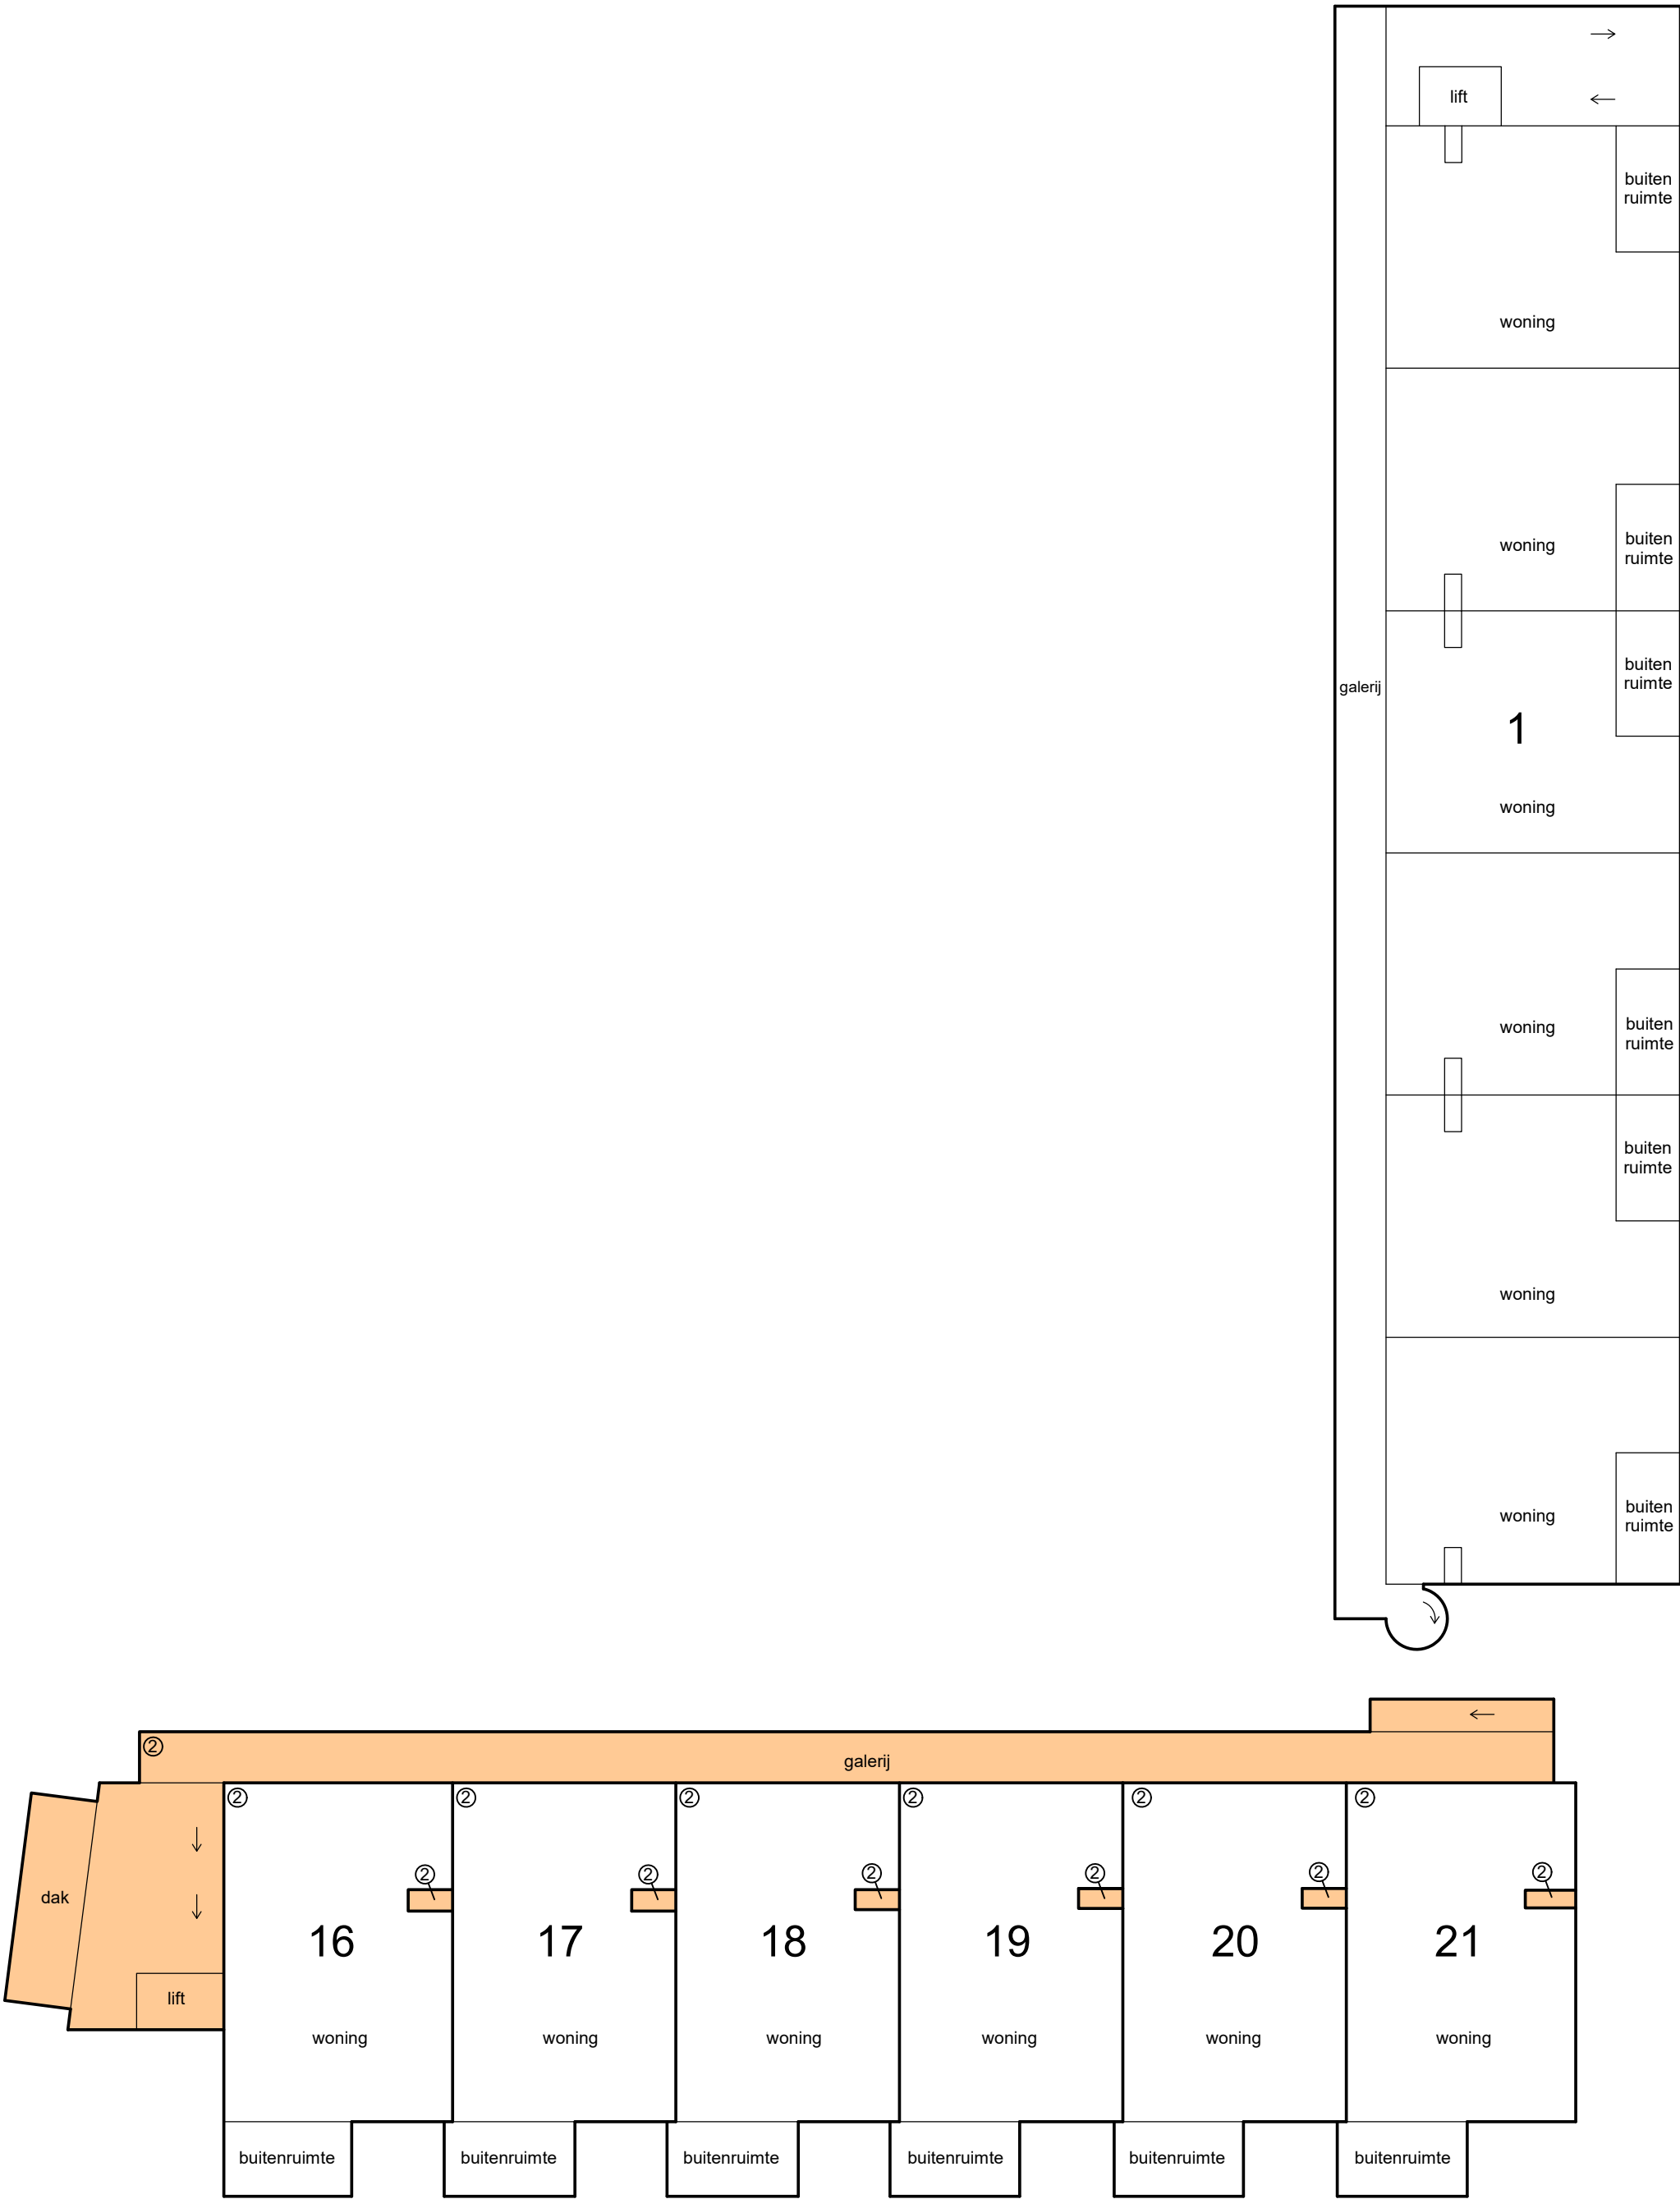 lift
buiten
ruimte
woning
woning
buiten
ruimte
buiten
ruimte
galerij
1
woning
woning
buiten
ruimte
buiten
ruimte
woning
woning
buiten
ruimte
②
galerij
② ② ② ② ② ②
② ② ② ② ② ②
dak
16 17 18 19 20 21
lift
woning woning woning woning woning woning
buitenruimte buitenruimte buitenruimte buitenruimte buitenruimte buitenruimte